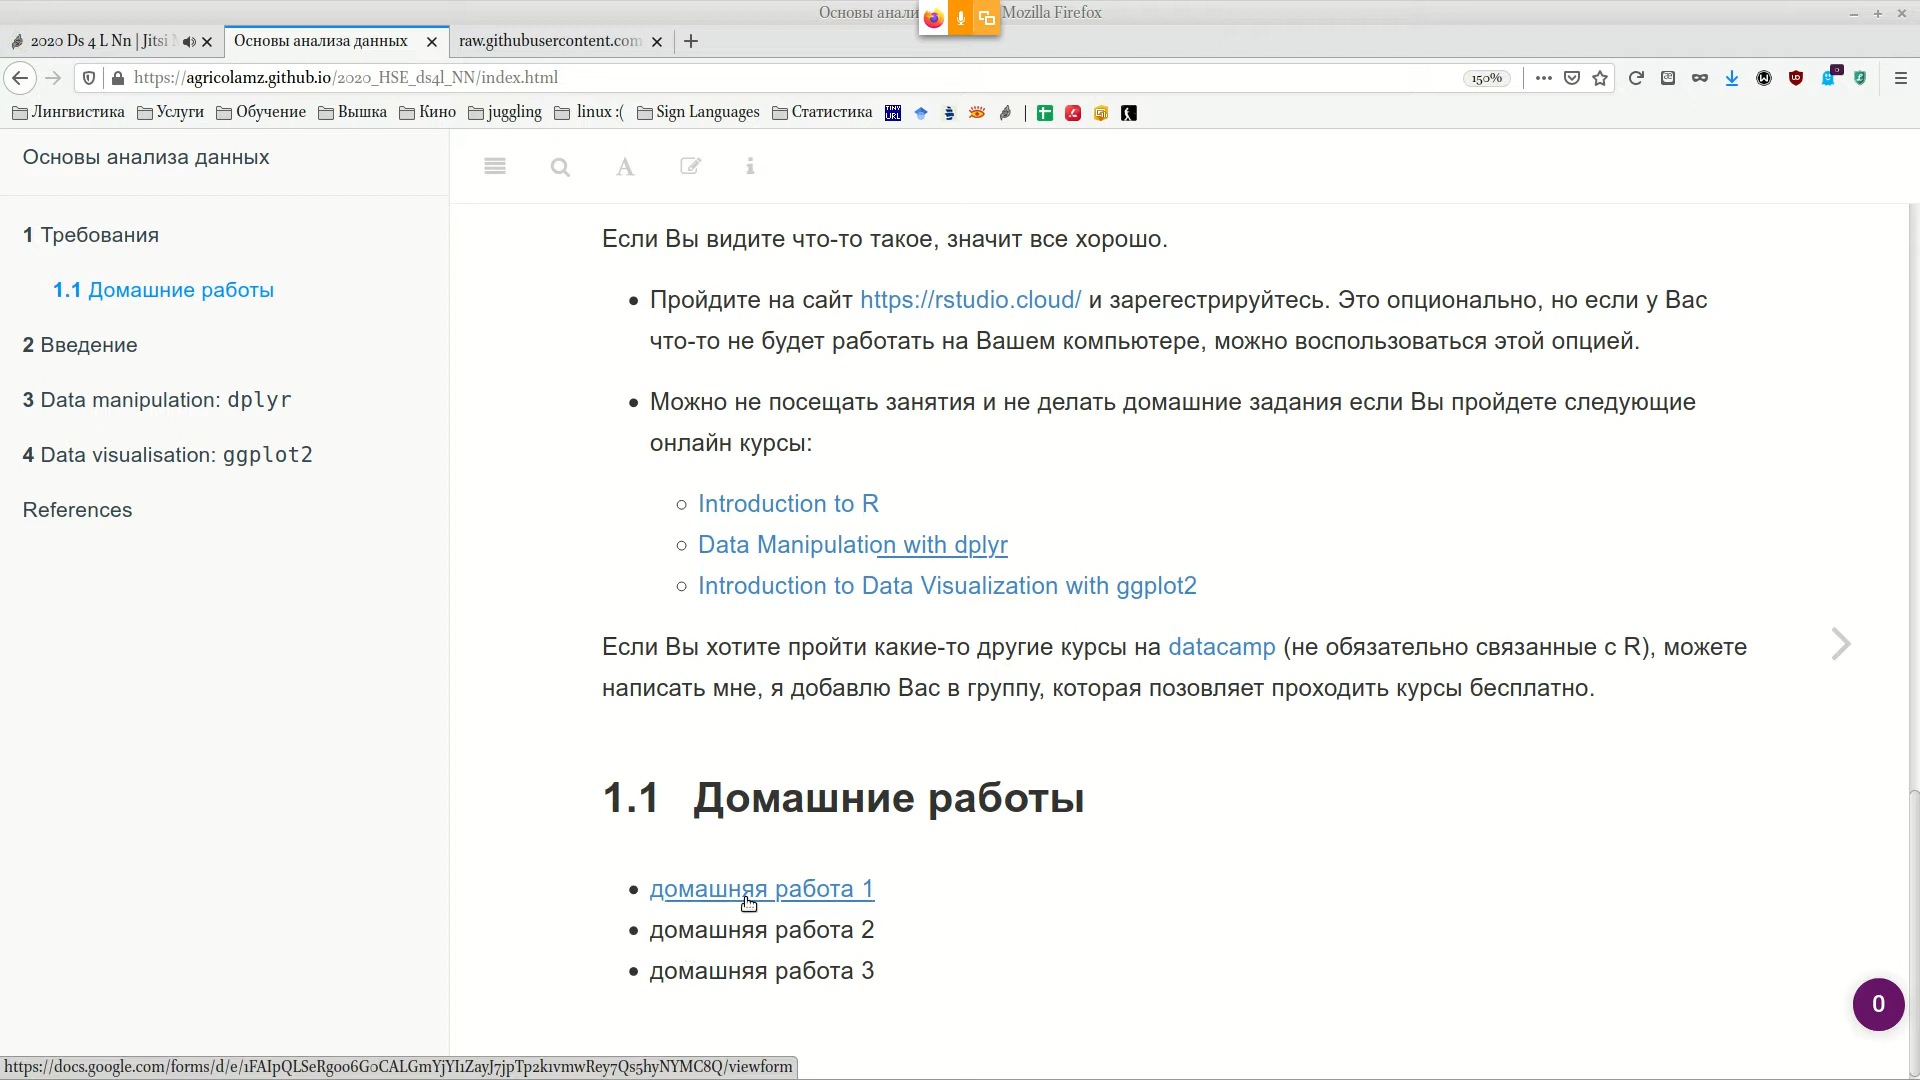 Основы анали Mozilla Firefox
2020 Ds 4 L Nn | Jitsi
Основы анализа данных
raw.githubusercontent.com
https://agricolamz.github.io/2020_HSE_ds4l_NN/index.html
150%
Лингвистика Услуги Обучение Вышка Кино juggling linux :( Sign Languages TINY URL Статистика
Основы анализа данных
1 Требования
1.1 Домашние работы
2 Введение
3 Data manipulation: dplyr
4 Data visualisation: ggplot2
References
Если Вы видите что-то такое, значит все хорошо.
Пройдите на сайт https://rstudio.cloud/ и зарегестрируйтесь. Это опционально, но если у Вас
что-то не будет работать на Вашем компьютере, можно воспользоваться этой опцией.
Можно не посещать занятия и не делать домашние задания если Вы пройдете следующие
онлайн курсы:
Introduction to R
Data Manipulation with dplyr
Introduction to Data Visualization with ggplot2
Если Вы хотите пройти какие-то другие курсы на datacamp (не обязательно связанные с R), можете
написать мне, я добавлю Вас в группу, которая позовляет проходить курсы бесплатно.
1.1 Домашние работы
домашняя работа 1
домашняя работа 2
домашняя работа 3
0